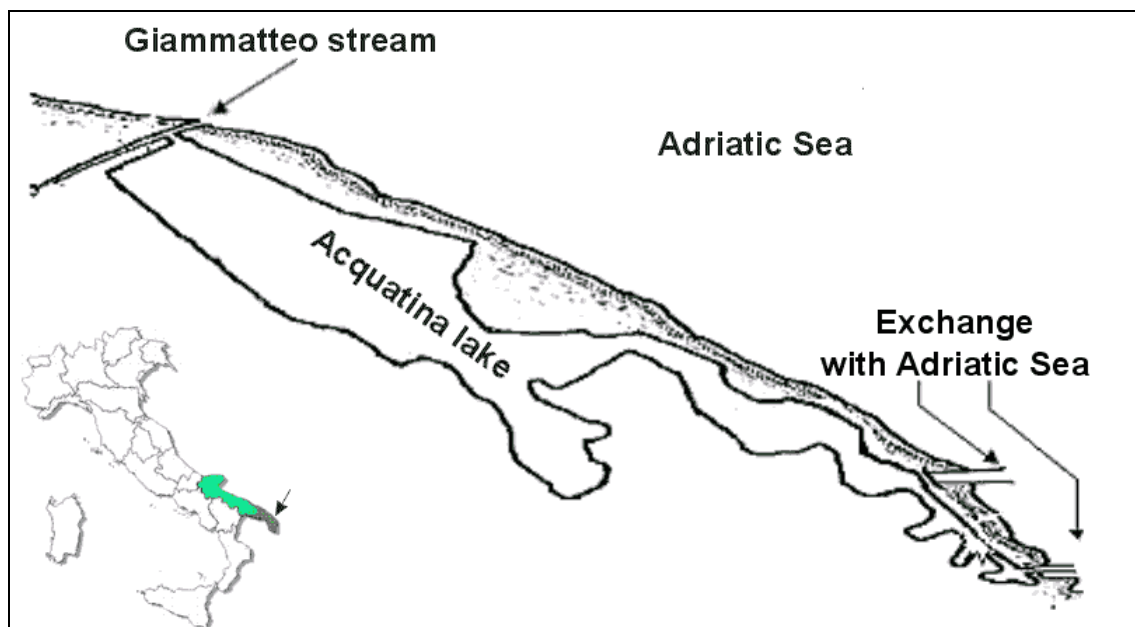 Giammatteo stream
Adriatic Sea
Acquatina lake
Exchange
with Adriatic Sea